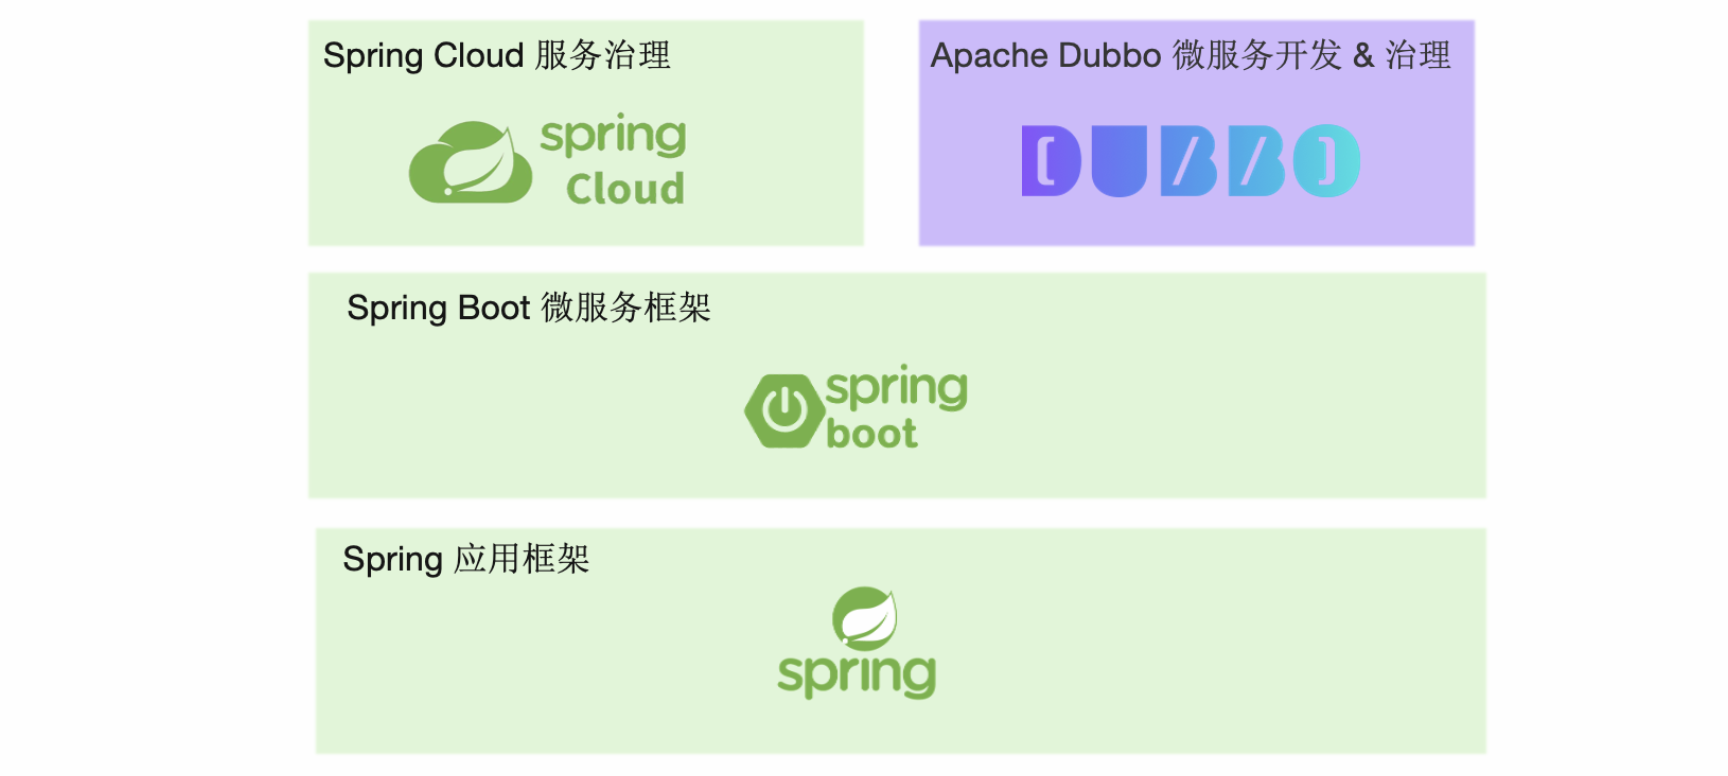 Spring Cloud 服务治理
spring
Cloud
Apache Dubbo 微服务开发 & 治理
DUBBO
Spring Boot 微服务框架
spring
boot
Spring 应用框架
spring